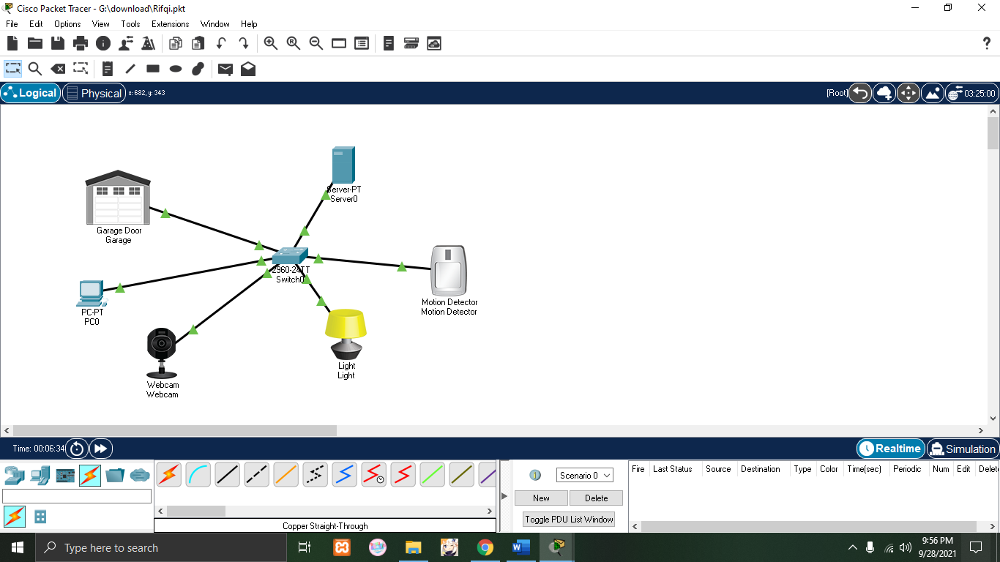 Cisco Packet Tracer - G:\download\Rifqi.pkt
File Edit Options View Tools Extensions Window Help
?
Logical Physical x: 682, y: 343 [Root] 03:25:00
Server-PT
Server0
Garage Door
Garage
2960-24TT
Switch0
Motion Detector
Motion Detector
PC-PT
PC0
Light
Light
Webcam
Webcam
Time: 00:06:34 Realtime Simulation
Scenario 0
New Delete
Toggle PDU List Window
Fire Last Status Source Destination Type Color Time(sec) Periodic Num Edit Delet
Copper Straight-Through
Type here to search
9:56 PM
9/28/2021